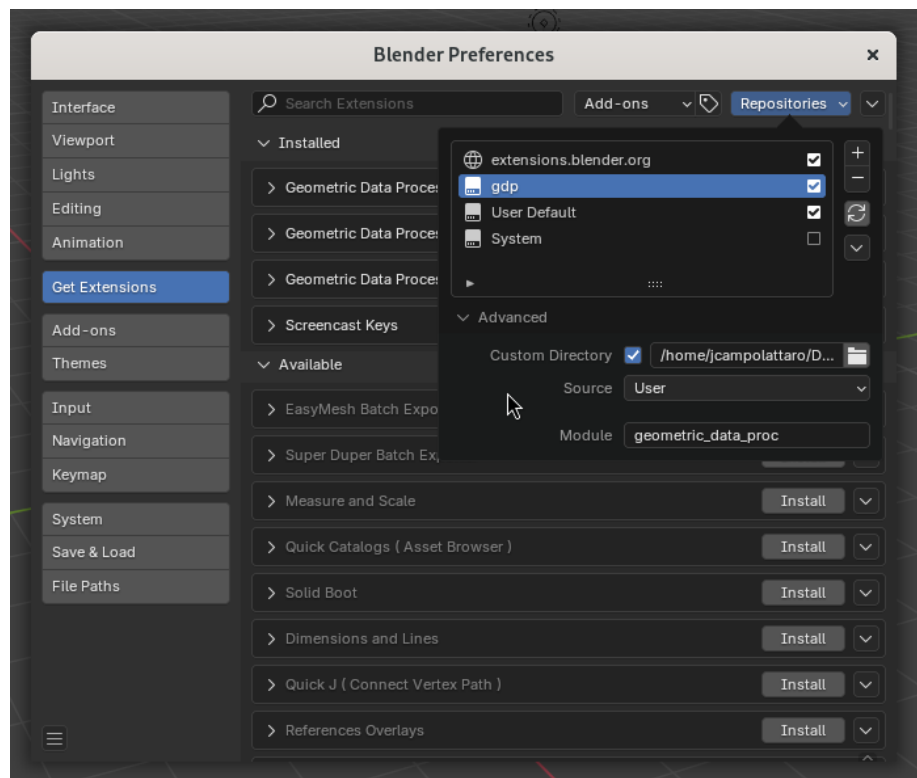 Blender Preferences
Interface
Viewport
Lights
Editing
Animation
Get Extensions
Add-ons
Themes
Input
Navigation
Keymap
System
Save & Load
File Paths
Search Extensions
Add-ons
Repositories
Installed
Geometric Data Proce
Geometric Data Proce
Geometric Data Proce
Screencast Keys
Available
EasyMesh Batch Expo
Super Duper Batch Ex
Measure and Scale Install
Quick Catalogs ( Asset Browser ) Install
Solid Boot Install
Dimensions and Lines Install
Quick J ( Connect Vertex Path ) Install
References Overlays Install
extensions.blender.org
gdp
User Default
System
Advanced
Custom Directory /home/jcampolattaro/D...
Source User
Module geometric_data_proc